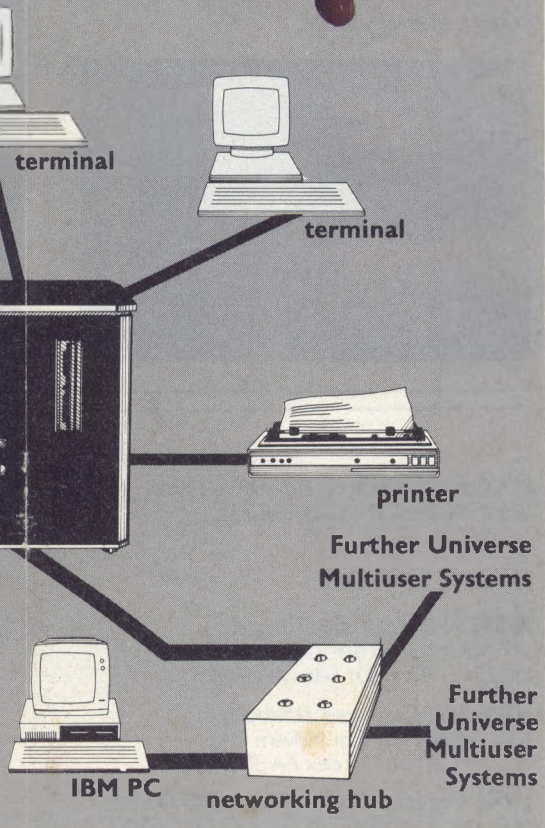 terminal
terminal
printer
Further Universe
Multiuser Systems
Further
Universe
Multiuser
Systems
IBM PC
networking hub